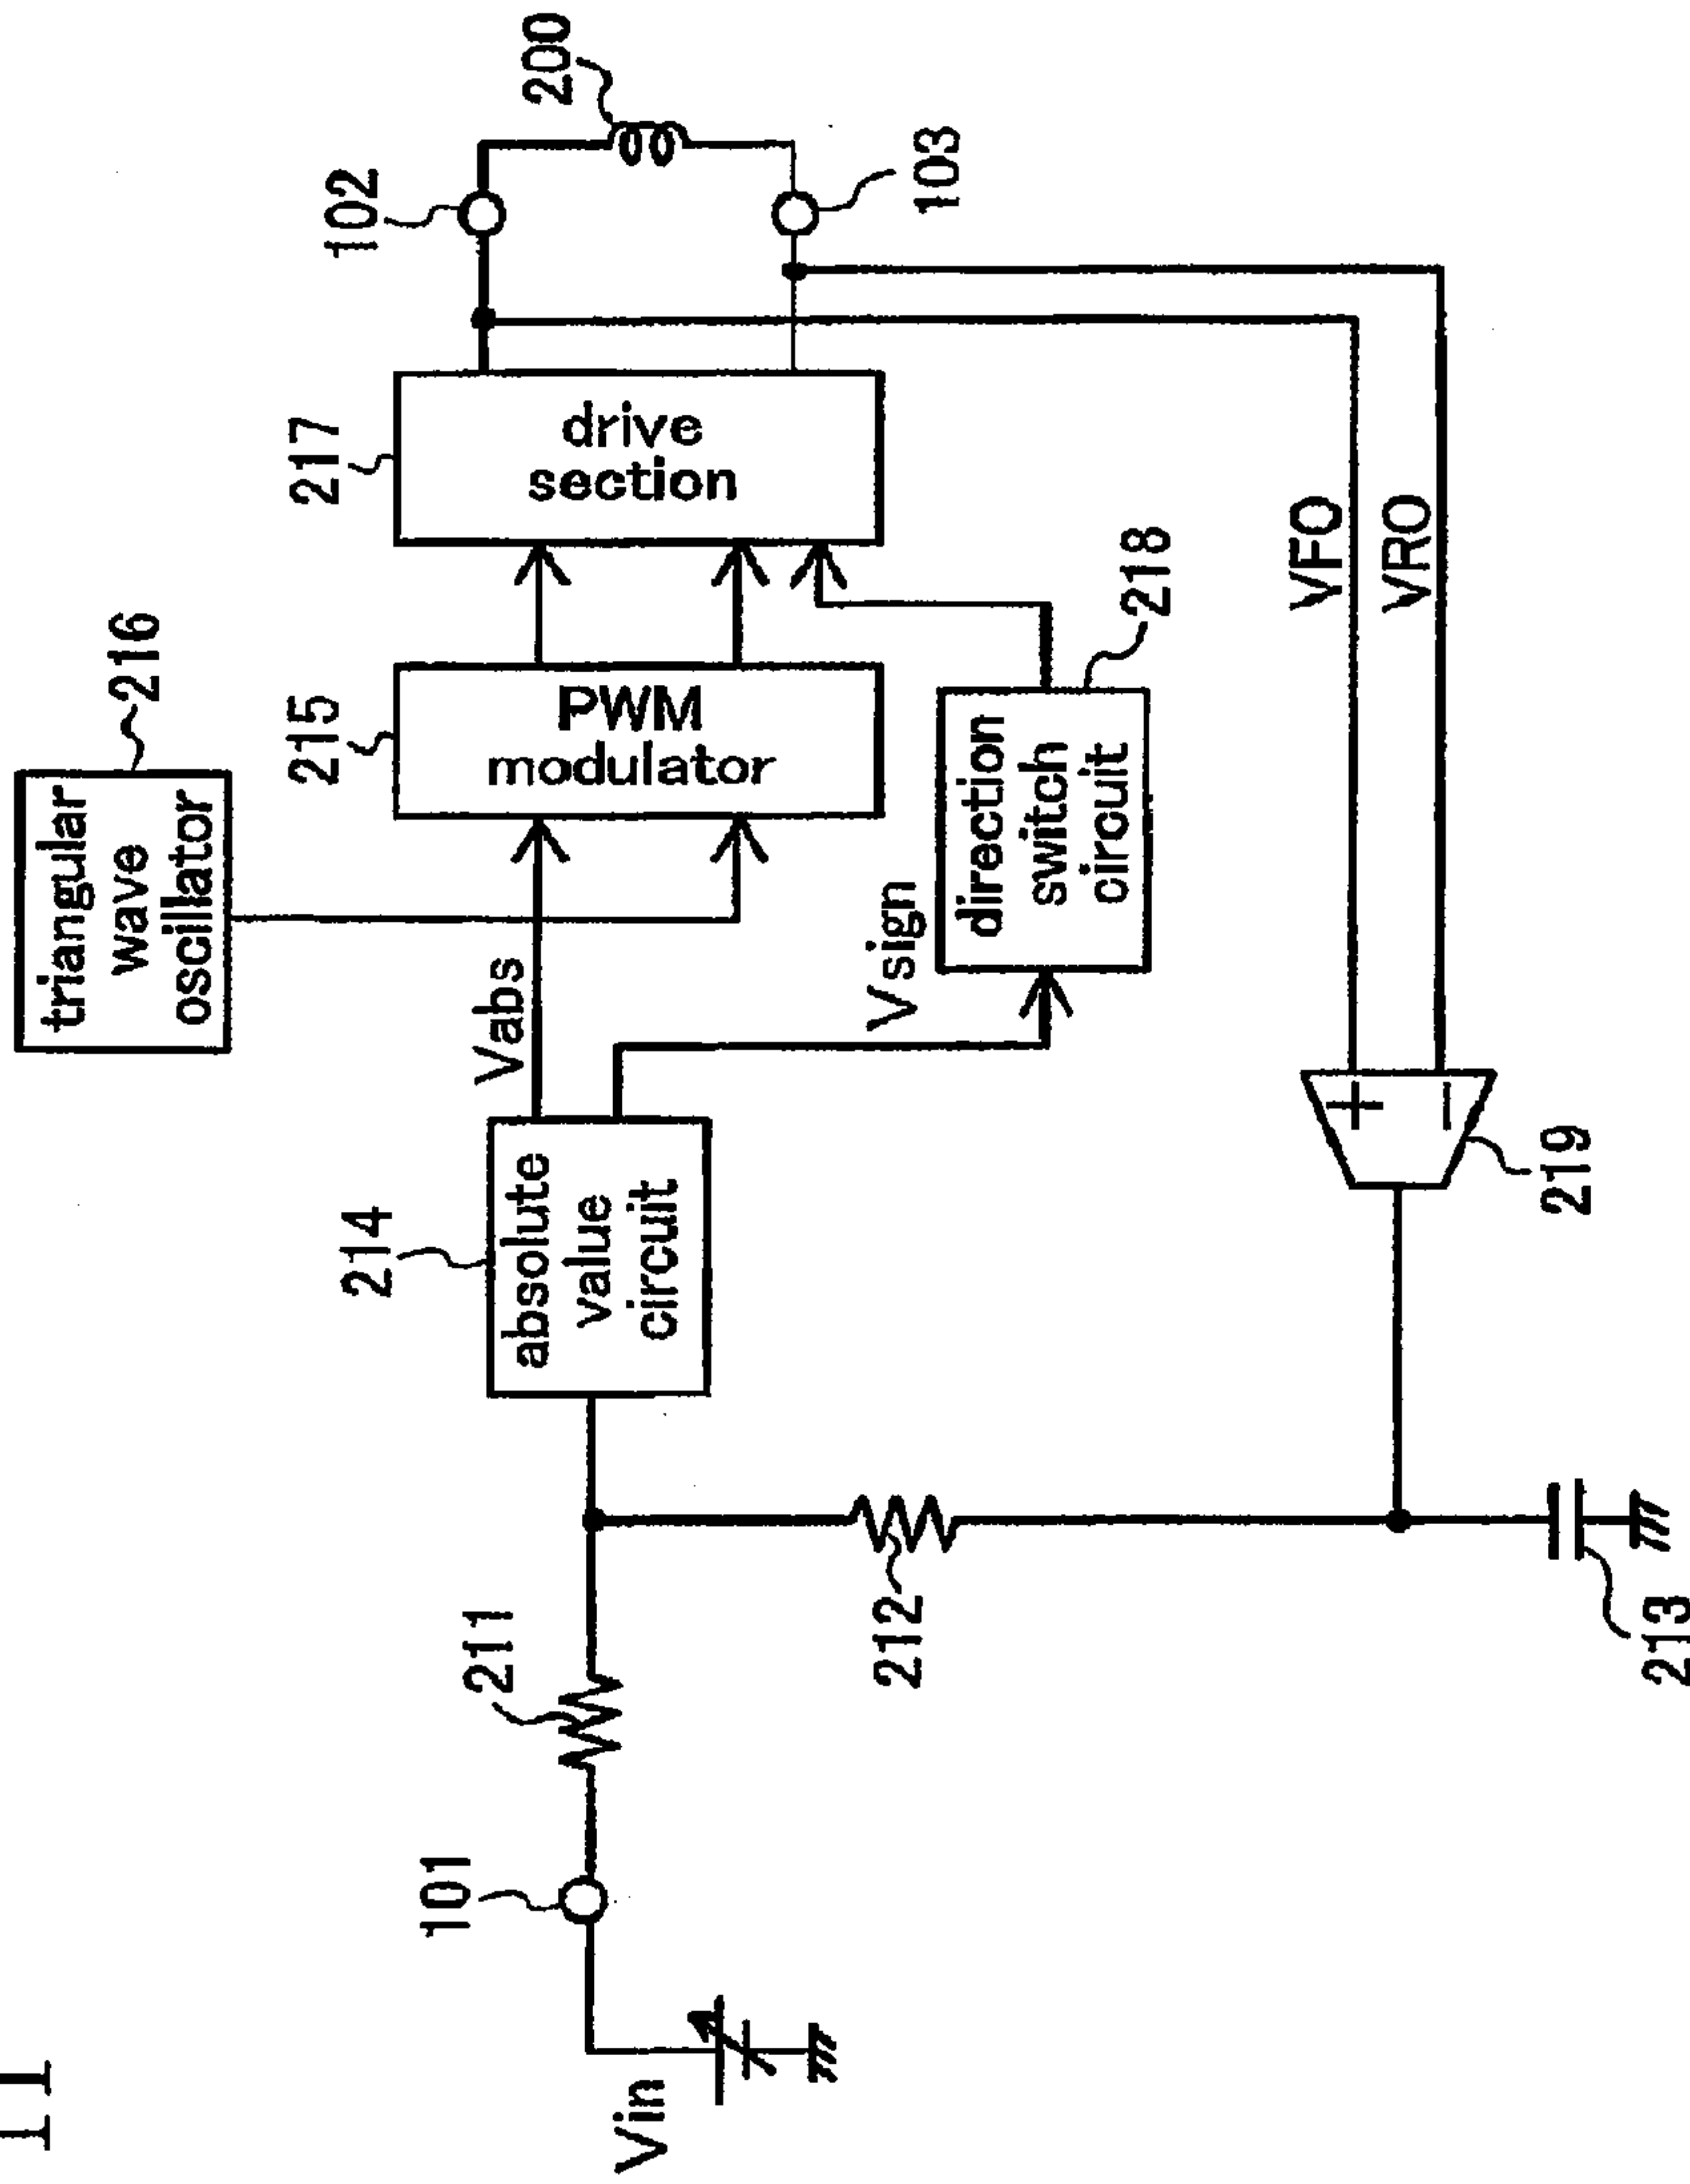 11
triangular
wave
oscillator
216
215
PWM
modulator
217
drive
section
102
200
103
214
absolute
value
circuit
Vabs
Vsign
direction
switch
circuit
218
101
211
Vin
212
213
+
−
219
VFO
VRO